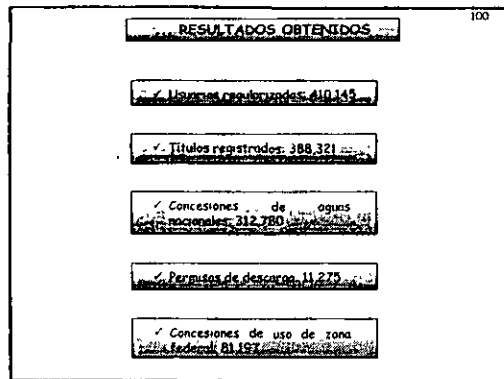 100
RESULTADOS OBTENIDOS
✓ Usuarios regularizados: 410,145
✓ Títulos registrados: 388,321
✓ Concesiones de aguas
nacionales: 312,780
✓ Permisos de descarga: 11,275
✓ Concesiones de uso de zona
federal: 81,197